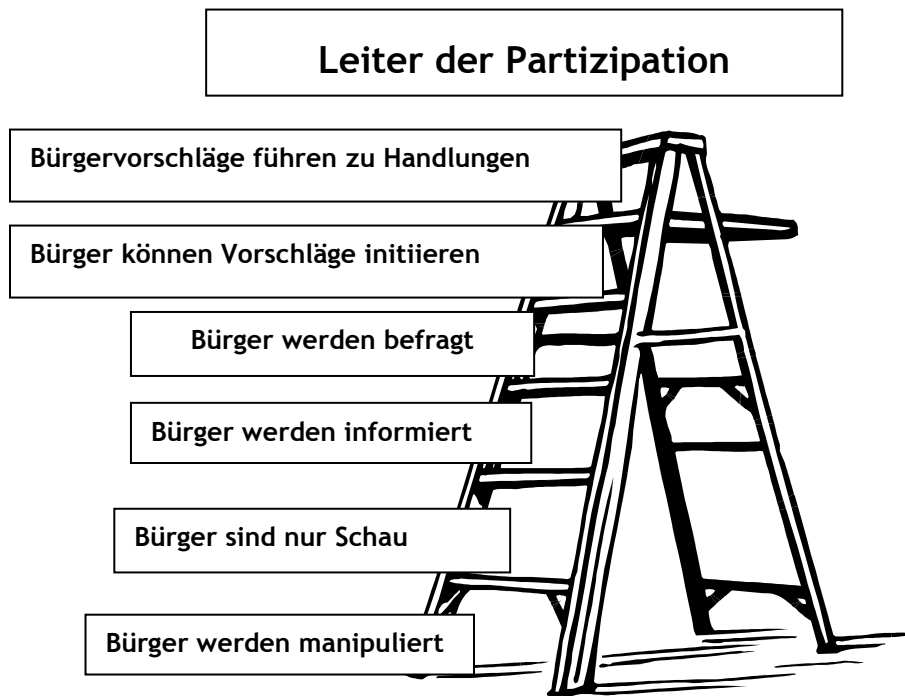 Leiter der Partizipation
Bürgervorschläge führen zu Handlungen
Bürger können Vorschläge initiieren
Bürger werden befragt
Bürger werden informiert
Bürger sind nur Schau
Bürger werden manipuliert